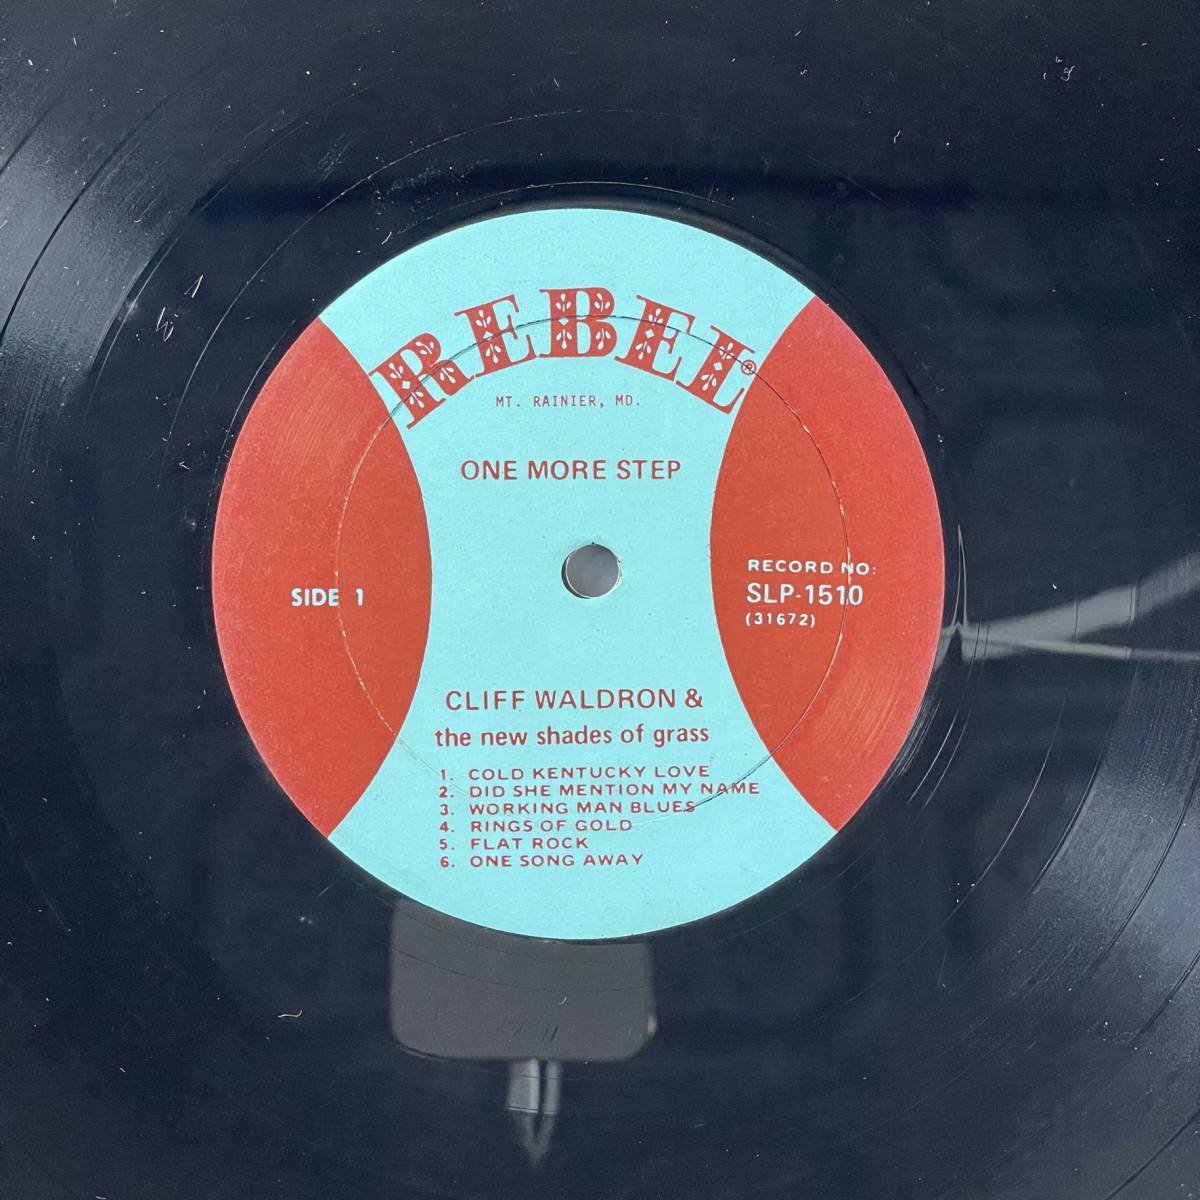 REBEL®
MT. RAINIER, MD.
ONE MORE STEP
SIDE 1
RECORD NO:
SLP-1510
(31672)
CLIFF WALDRON &
the new shades of grass
1. COLD KENTUCKY LOVE
2. DID SHE MENTION MY NAME
3. WORKING MAN BLUES
4. RINGS OF GOLD
5. FLAT ROCK
6. ONE SONG AWAY